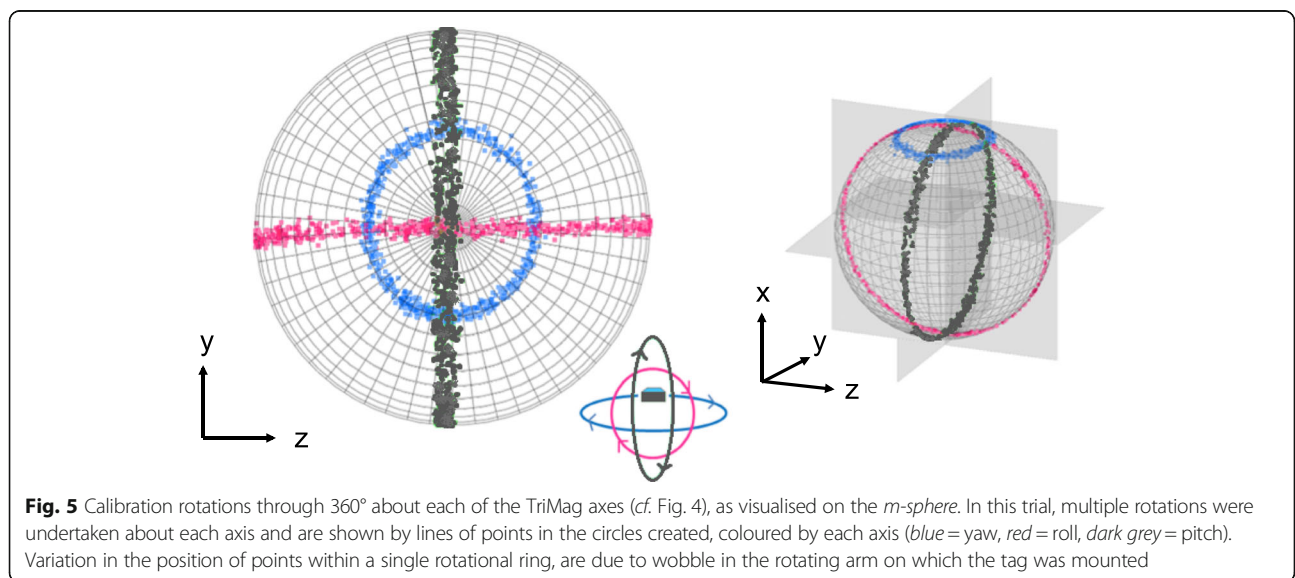 y
z
x
y
z
Fig. 5 Calibration rotations through 360° about each of the TriMag axes (cf. Fig. 4), as visualised on the m-sphere. In this trial, multiple rotations were
undertaken about each axis and are shown by lines of points in the circles created, coloured by each axis (blue = yaw, red = roll, dark grey = pitch).
Variation in the position of points within a single rotational ring, are due to wobble in the rotating arm on which the tag was mounted